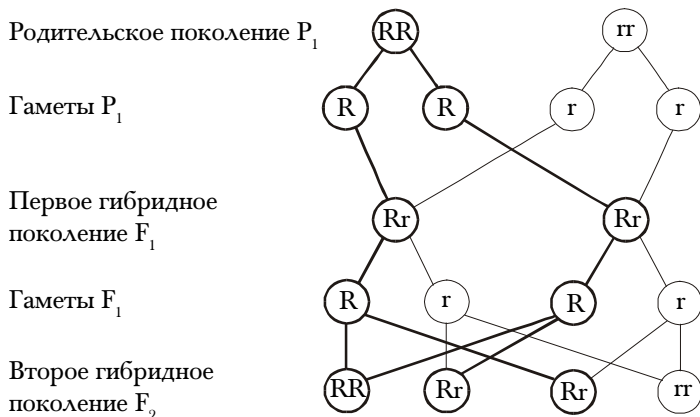 Родительское поколение P₁ RR rr
Гаметы P₁ R R r r
Первое гибридное
поколение F₁ Rr Rr
Гаметы F₁ R r R r
Второе гибридное
поколение F₂ RR Rr Rr rr